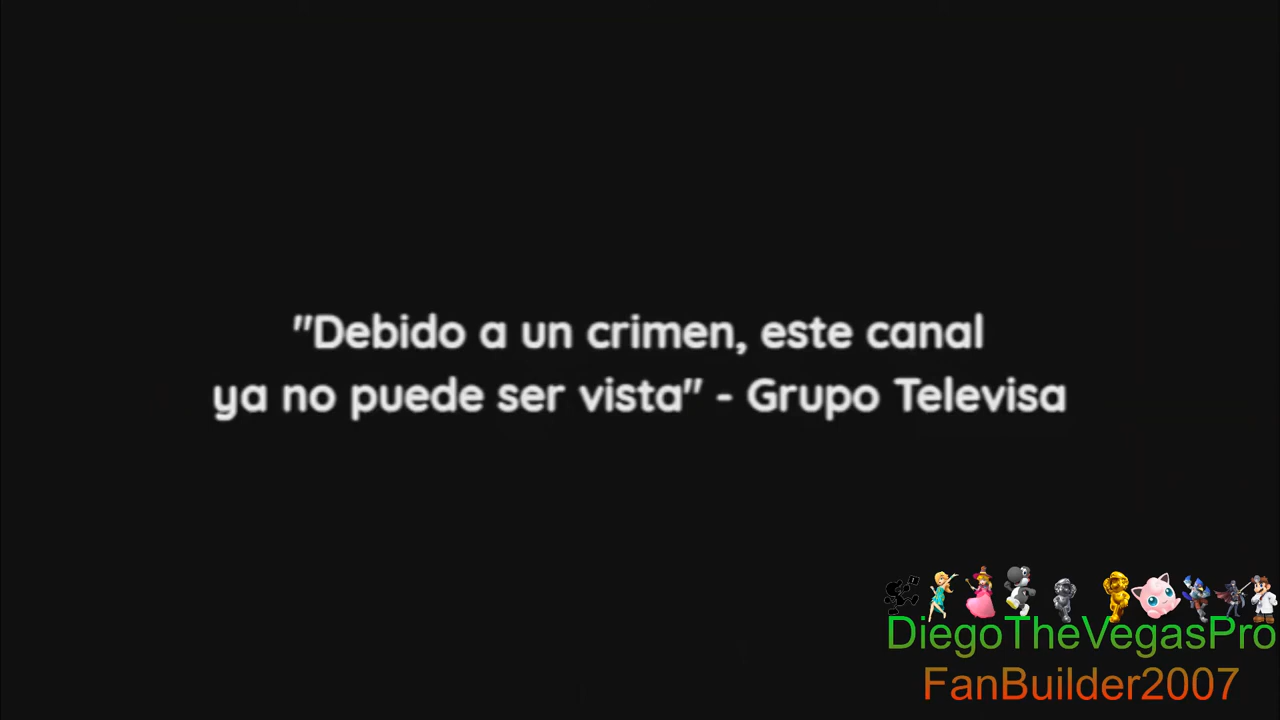 "Debido a un crimen, este canal
ya no puede ser vista" - Grupo Televisa
DiegoTheVegasPro
FanBuilder2007